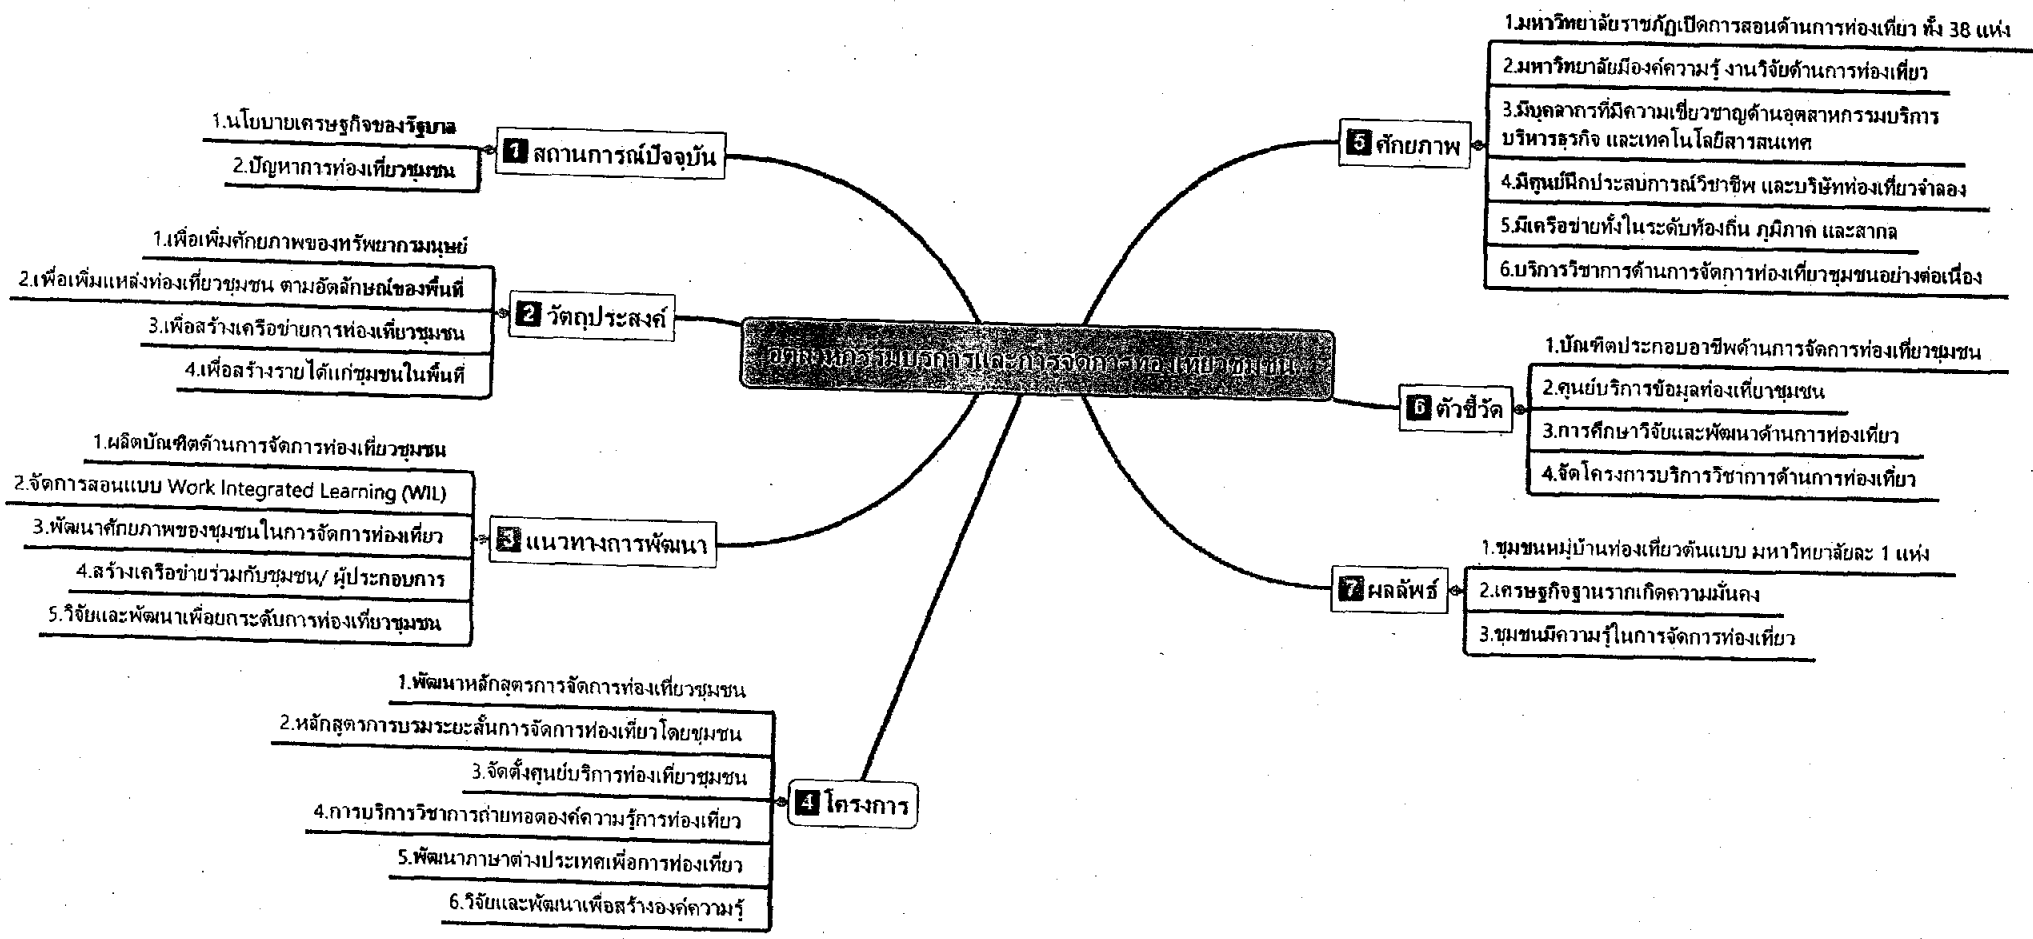 อุตสาหกรรมบริการและการจัดการท่องเที่ยวชุมชน
1 สถานการณ์ปัจจุบัน
1.นโยบายเศรษฐกิจของรัฐบาล
2.ปัญหาการท่องเที่ยวชุมชน
2 วัตถุประสงค์
1.เพื่อเพิ่มศักยภาพของทรัพยากรมนุษย์
2.เพื่อเพิ่มแหล่งท่องเที่ยวชุมชน ตามอัตลักษณ์ของพื้นที่
3.เพื่อสร้างเครือข่ายการท่องเที่ยวชุมชน
4.เพื่อสร้างรายได้แก่ชุมชนในพื้นที่
3 แนวทางการพัฒนา
1.ผลิตบัณฑิตด้านการจัดการท่องเที่ยวชุมชน
2.จัดการสอนแบบ Work Integrated Learning (WIL)
3.พัฒนาศักยภาพของชุมชนในการจัดการท่องเที่ยว
4.สร้างเครือข่ายร่วมกับชุมชน/ ผู้ประกอบการ
5.วิจัยและพัฒนาเพื่อยกระดับการท่องเที่ยวชุมชน
4 โครงการ
1.พัฒนาหลักสูตรการจัดการท่องเที่ยวชุมชน
2.หลักสูตรการบรมระยะสั้นการจัดการท่องเที่ยวโดยชุมชน
3.จัดตั้งศูนย์บริการท่องเที่ยวชุมชน
4.การบริการวิชาการถ่ายทอดองค์ความรู้การท่องเที่ยว
5.พัฒนาภาษาต่างประเทศเพื่อการท่องเที่ยว
6.วิจัยและพัฒนาเพื่อสร้างองค์ความรู้
5 ศักยภาพ
1.มหาวิทยาลัยราชภัฏเปิดการสอนด้านการท่องเที่ยว ทั้ง 38 แห่ง
2.มหาวิทยาลัยมีองค์ความรู้ งานวิจัยด้านการท่องเที่ยว
3.มีบุคลากรที่มีความเชี่ยวชาญด้านอุตสาหกรรมบริการ
บริหารธุรกิจ และเทคโนโลยีสารสนเทศ
4.มีศูนย์ฝึกประสบการณ์วิชาชีพ และบริษัทท่องเที่ยวจำลอง
5.มีเครือข่ายทั้งในระดับท้องถิ่น ภูมิภาค และสากล
6.บริการวิชาการด้านการจัดการท่องเที่ยวชุมชนอย่างต่อเนื่อง
6 ตัวชี้วัด
1.บัณฑิตประกอบอาชีพด้านการจัดการท่องเที่ยวชุมชน
2.ศูนย์บริการข้อมูลท่องเที่ยวชุมชน
3.การศึกษาวิจัยและพัฒนาด้านการท่องเที่ยว
4.จัดโครงการบริการวิชาการด้านการท่องเที่ยว
7 ผลลัพธ์
1.ชุมชนหมู่บ้านท่องเที่ยวต้นแบบ มหาวิทยาลัยละ 1 แห่ง
2.เศรษฐกิจฐานรากเกิดความมั่นคง
3.ชุมชนมีความรู้ในการจัดการท่องเที่ยว